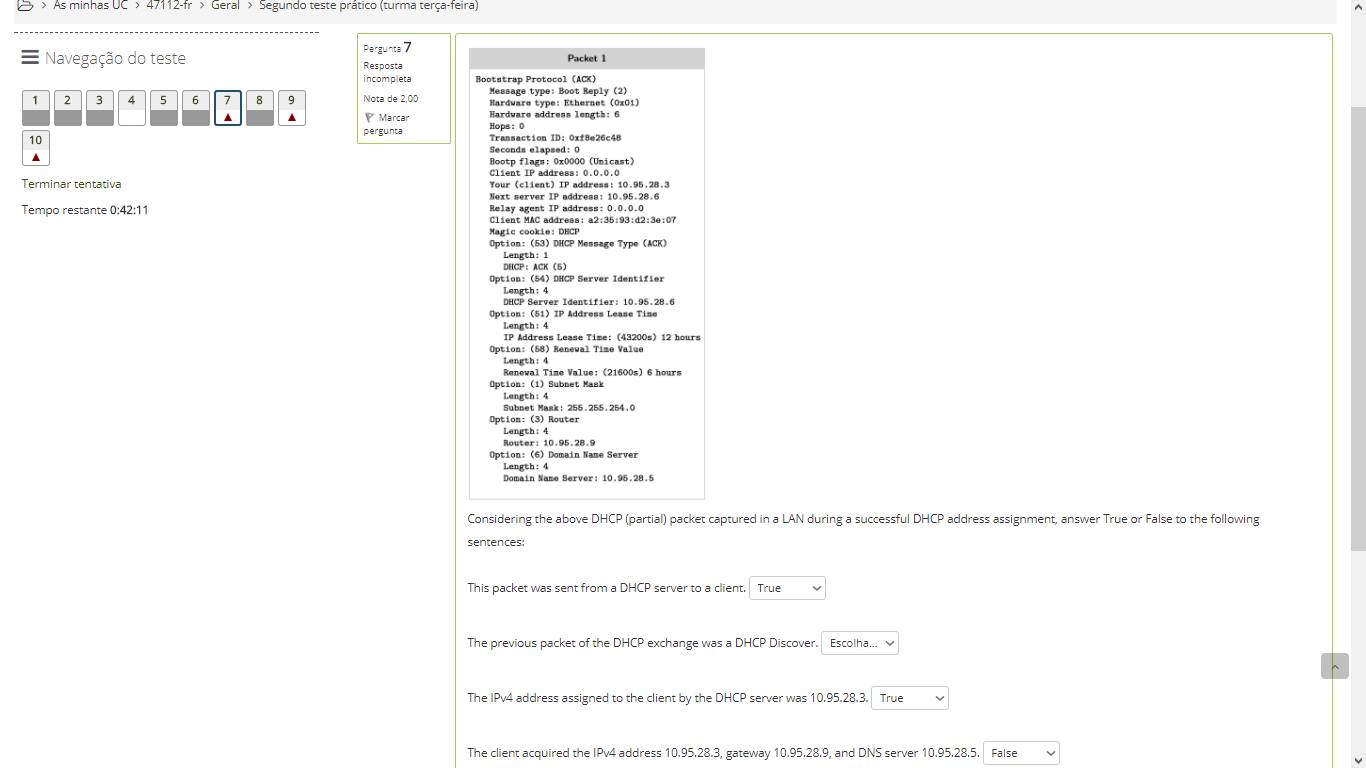 As minhas UC > 47112-fr > Geral > Segundo teste prático (turma terça-feira)
Navegação do teste
1 2 3 4 5 6 7 8 9
10
Terminar tentativa
Tempo restante 0:42:11
Pergunta 7
Resposta
incompleta
Nota de 2,00
Marcar
pergunta
Packet 1
Bootstrap Protocol (ACK)
Message type: Boot Reply (2)
Hardware type: Ethernet (0x01)
Hardware address length: 6
Hops: 0
Transaction ID: 0xf8e26c48
Seconds elapsed: 0
Bootp flags: 0x0000 (Unicast)
Client IP address: 0.0.0.0
Your (client) IP address: 10.95.28.3
Next server IP address: 10.95.28.6
Relay agent IP address: 0.0.0.0
Client MAC address: a2:35:93:d2:3e:07
Magic cookie: DHCP
Option: (53) DHCP Message Type (ACK)
Length: 1
DHCP: ACK (5)
Option: (54) DHCP Server Identifier
Length: 4
DHCP Server Identifier: 10.95.28.6
Option: (51) IP Address Lease Time
Length: 4
IP Address Lease Time: (43200s) 12 hours
Option: (58) Renewal Time Value
Length: 4
Renewal Time Value: (21600s) 6 hours
Option: (1) Subnet Mask
Length: 4
Subnet Mask: 255.255.254.0
Option: (3) Router
Length: 4
Router: 10.95.28.9
Option: (6) Domain Name Server
Length: 4
Domain Name Server: 10.95.28.5
Considering the above DHCP (partial) packet captured in a LAN during a successful DHCP address assignment, answer True or False to the following
sentences:
This packet was sent from a DHCP server to a client. True
The previous packet of the DHCP exchange was a DHCP Discover. Escolha...
The IPv4 address assigned to the client by the DHCP server was 10.95.28.3. True
The client acquired the IPv4 address 10.95.28.3, gateway 10.95.28.9, and DNS server 10.95.28.5. False